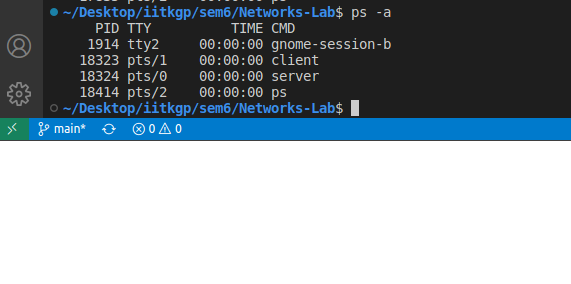 ~/Desktop/iitkgp/sem6/Networks-Lab$ ps -a
PID TTY          TIME CMD
1914 tty2     00:00:00 gnome-session-b
18323 pts/1    00:00:00 client
18324 pts/0    00:00:00 server
18414 pts/2    00:00:00 ps
~/Desktop/iitkgp/sem6/Networks-Lab$
main* 0 0